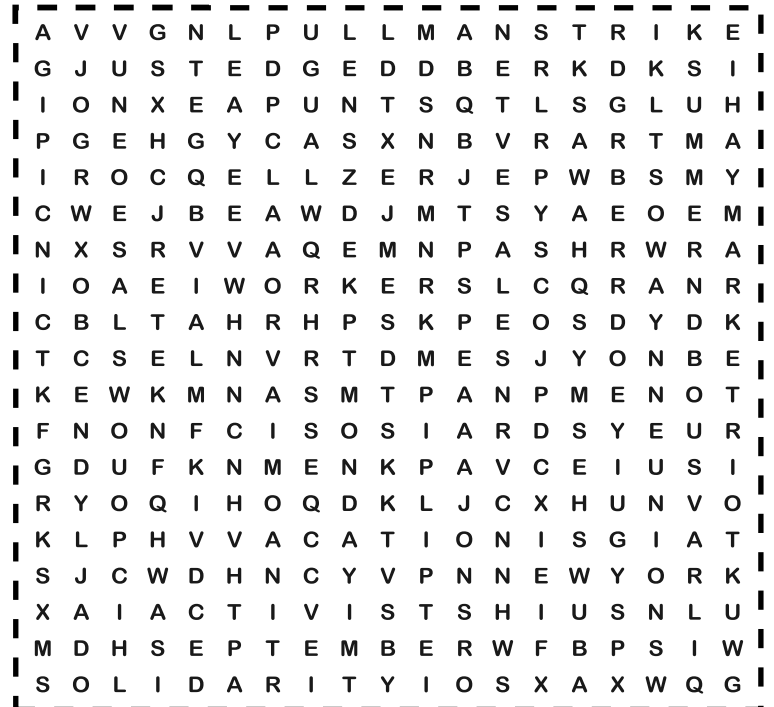 A V V G N L P U L L M A N S T R I K E
G J U S T E D G E D D B E R K D K S I
I O N X E A P U N T S Q T L S G L U H
P G E H G Y C A S X N B V R A R T M A
I R O C Q E L L Z E R J E P W B S M Y
C W E J B E A W D J M T S Y A E O E M
N X S R V V A Q E M N P A S H R W R A
I O A E I W O R K E R S L C Q R A N R
C B L T A H R H P S K P E O S D Y D K
T C S E L N V R T D M E S J Y O N B E
K E W K M N A S M T P A N P M E N O T
F N O N F C I S O S I A R D S Y E U R
G D U F K N M E N K P A V C E I U S I
R Y O Q I H O Q D K L J C X H U N V O
K L P H V V A C A T I O N I S G I A T
S J C W D H N C Y V P N N E W Y O R K
X A I A C T I V I S T S H I U S N L U
M D H S E P T E M B E R W F B P S I W
S O L I D A R I T Y I O S X A X W Q G